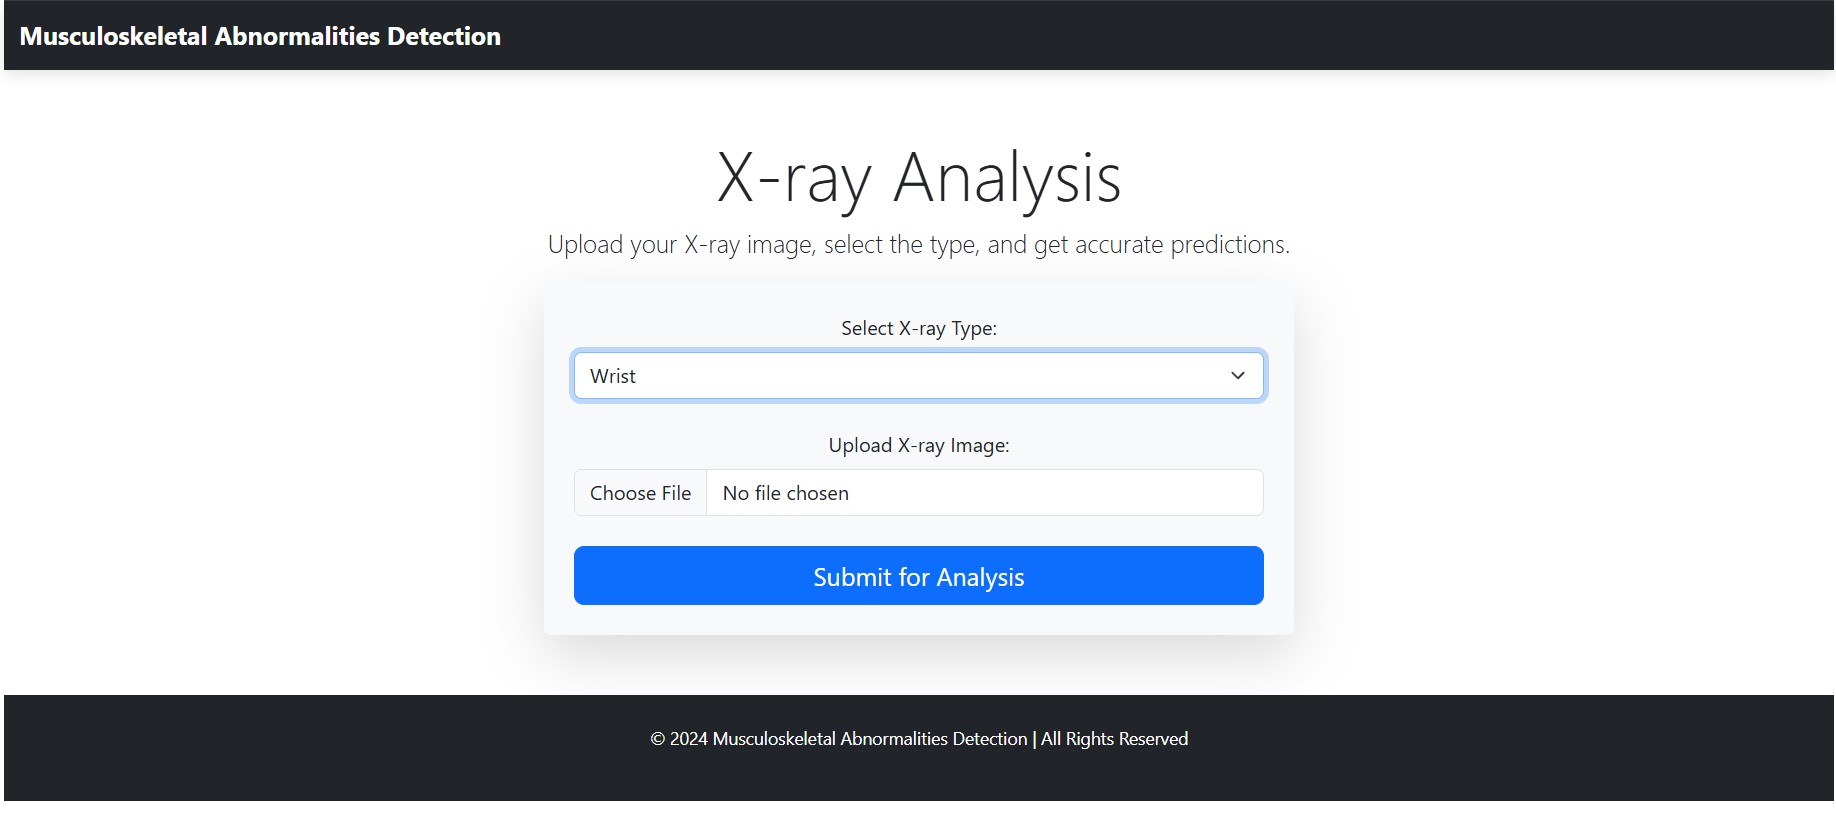 Musculoskeletal Abnormalities Detection
X-ray Analysis
Upload your X-ray image, select the type, and get accurate predictions.
Select X-ray Type:
Wrist
Upload X-ray Image:
Choose File No file chosen
Submit for Analysis
© 2024 Musculoskeletal Abnormalities Detection | All Rights Reserved